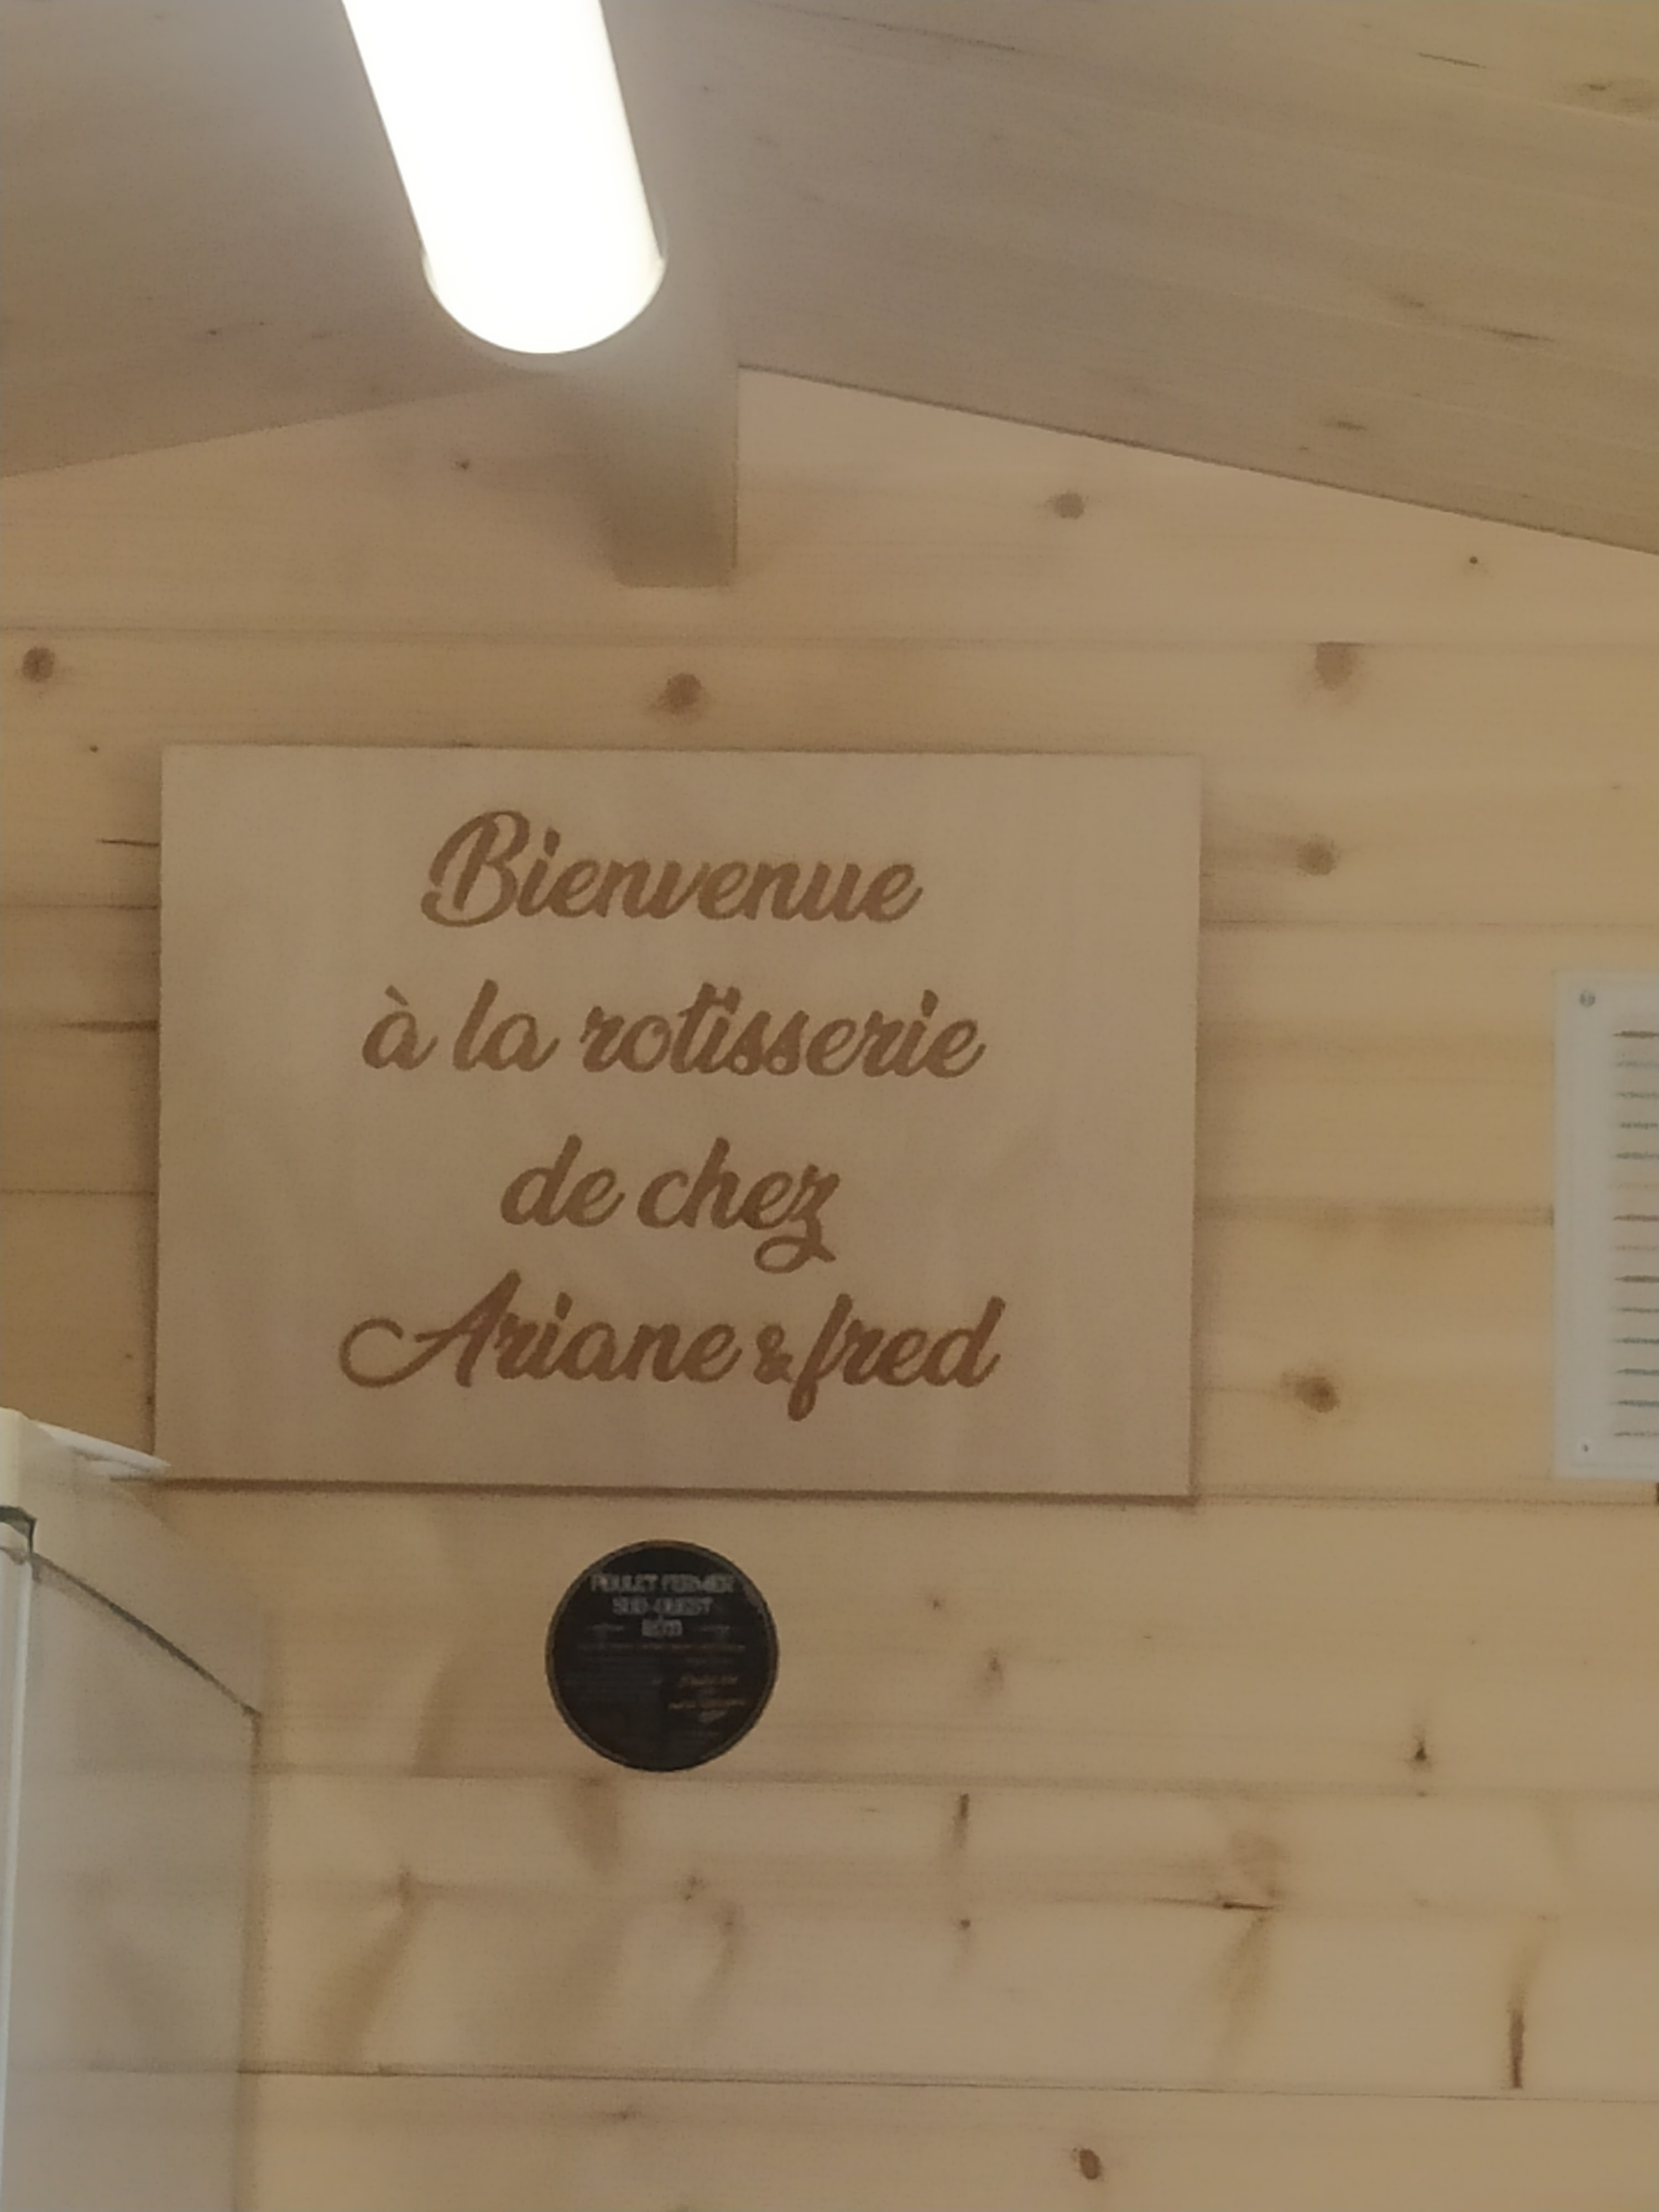 Bienvenue
à la rotisserie
de chez
Ariane & fred
POULET FERMIER
SUD-OUEST